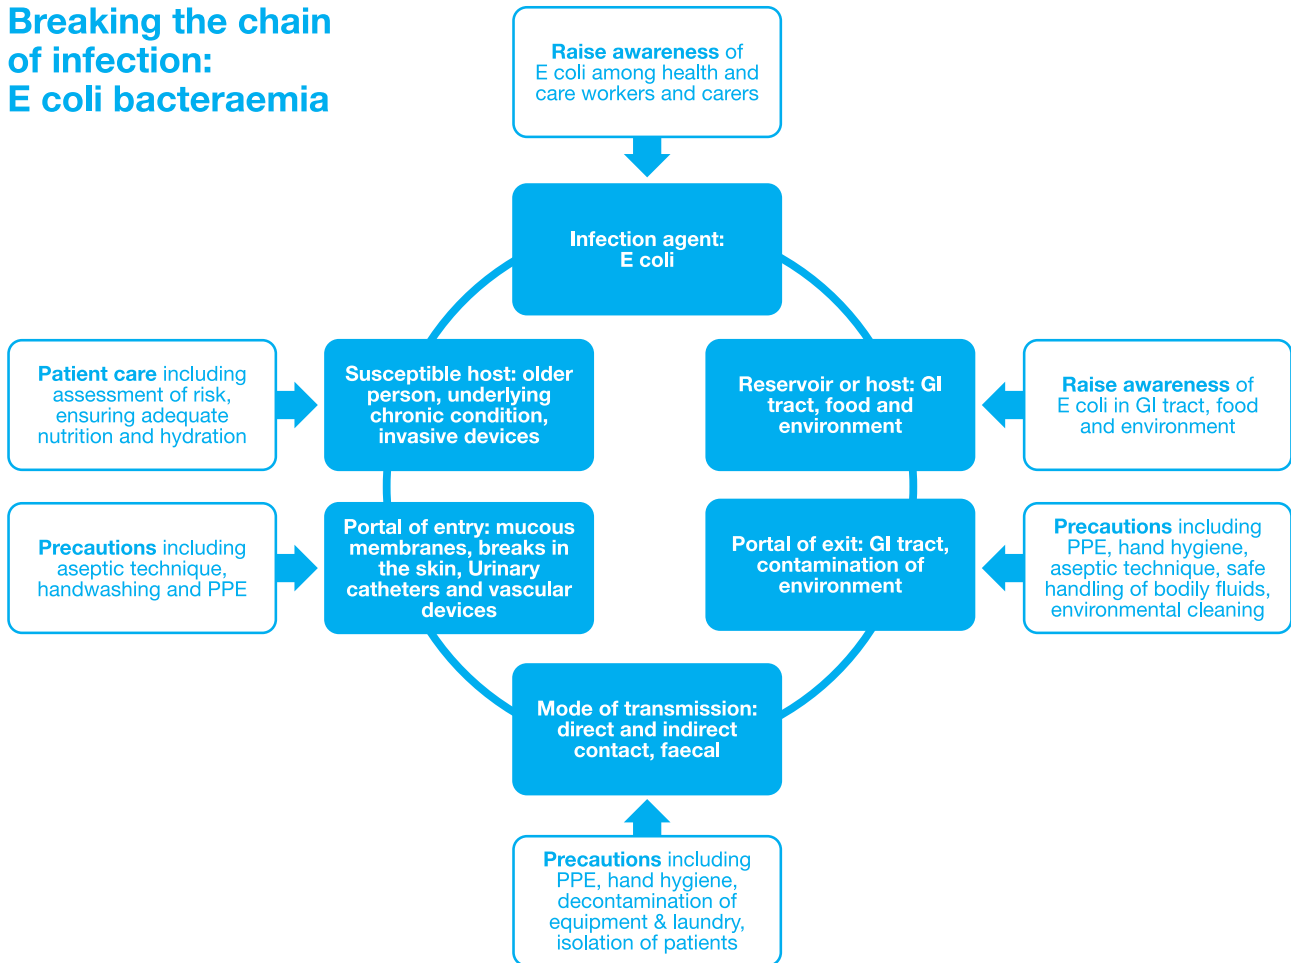 Breaking the chain
of infection:
E coli bacteraemia
Raise awareness of
E coli among health and
care workers and carers
Infection agent:
E coli
Patient care including
assessment of risk,
ensuring adequate
nutrition and hydration
Susceptible host: older
person, underlying
chronic condition,
invasive devices
Reservoir or host: GI
tract, food and
environment
Raise awareness of
E coli in GI tract, food
and environment
Precautions including
aseptic technique,
handwashing and PPE
Portal of entry: mucous
membranes, breaks in
the skin, Urinary
catheters and vascular
devices
Portal of exit: GI tract,
contamination of
environment
Precautions including
PPE, hand hygiene,
aseptic technique, safe
handling of bodily fluids,
environmental cleaning
Mode of transmission:
direct and indirect
contact, faecal
Precautions including
PPE, hand hygiene,
decontamination of
equipment & laundry,
isolation of patients